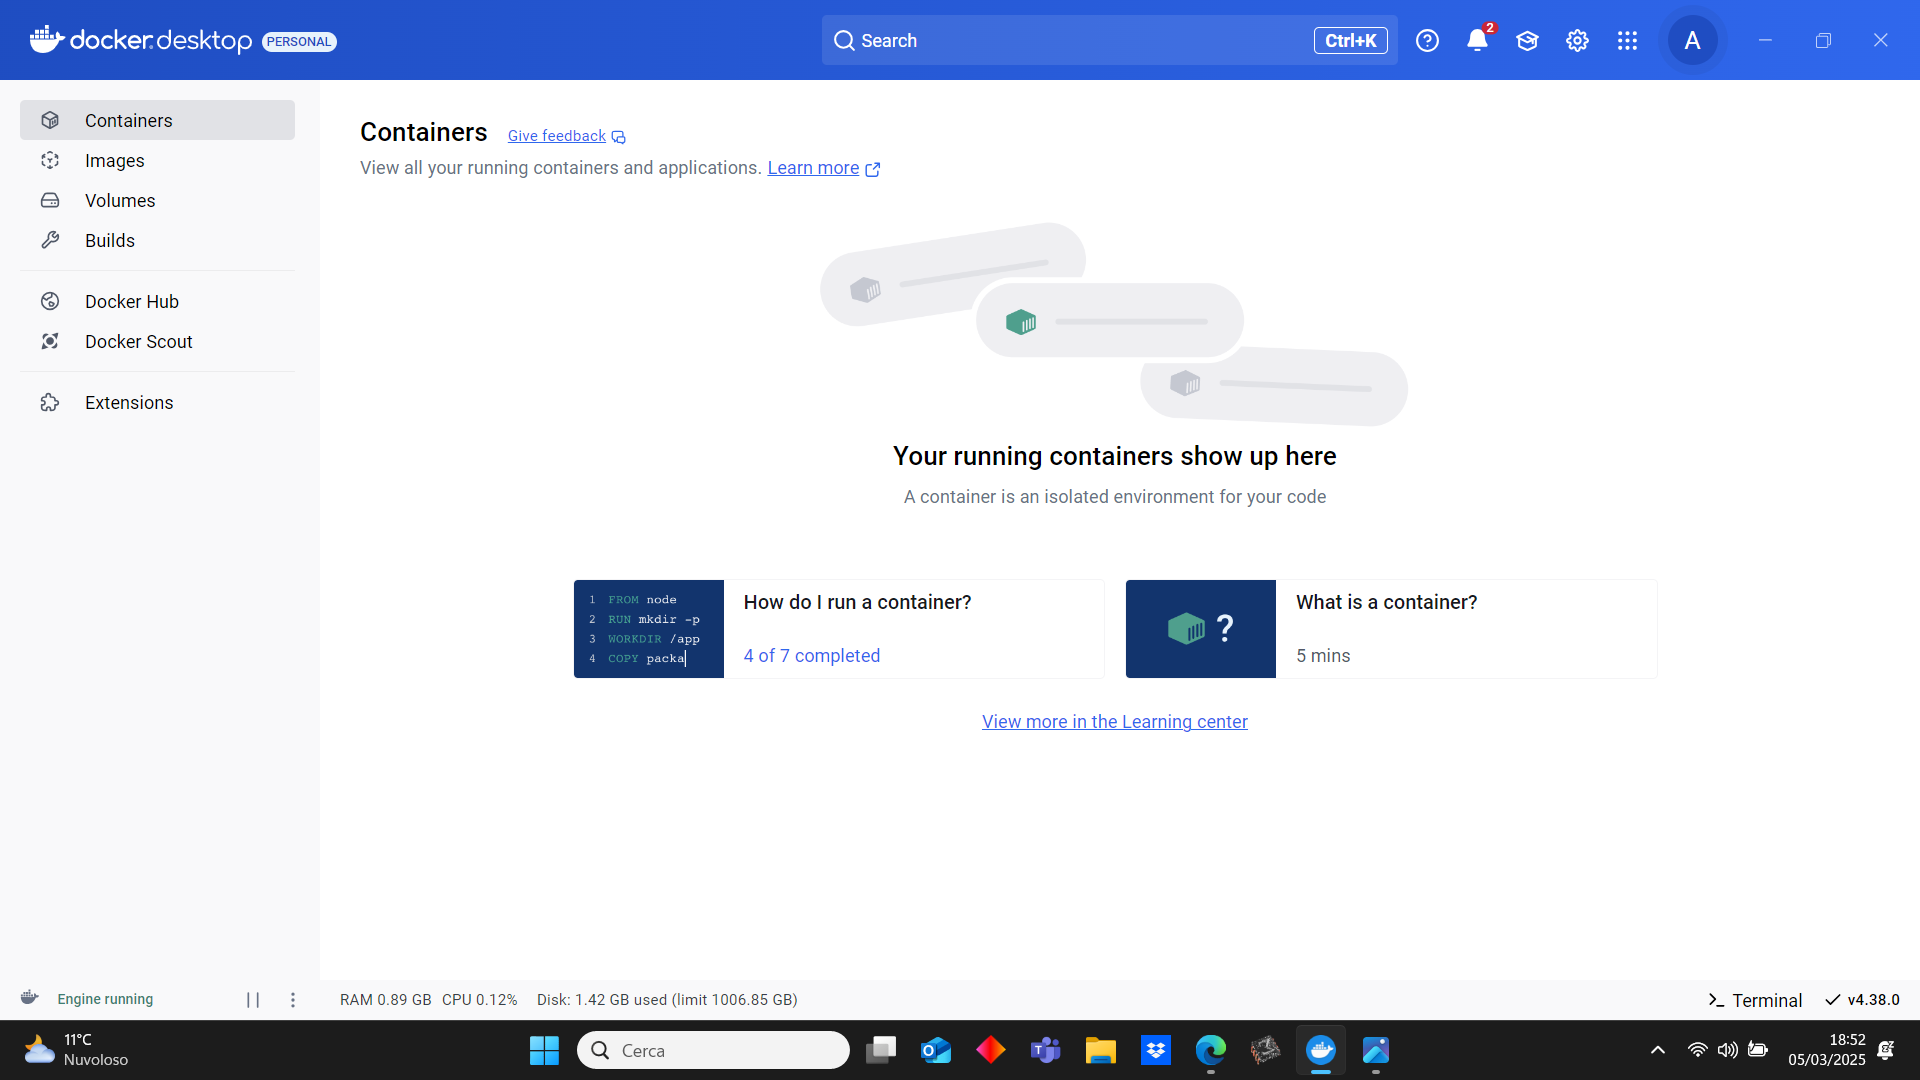 docker.desktop PERSONAL
Search
Ctrl+K
2
A
Containers
Images
Volumes
Builds
Docker Hub
Docker Scout
Extensions
Containers Give feedback
View all your running containers and applications. Learn more
Your running containers show up here
A container is an isolated environment for your code
1 FROM node
2 RUN mkdir -p
3 WORKDIR /app
4 COPY packa
How do I run a container?
4 of 7 completed
?
What is a container?
5 mins
View more in the Learning center
Engine running
RAM 0.89 GB CPU 0.12% Disk: 1.42 GB used (limit 1006.85 GB)
Terminal
v4.38.0
11°C
Nuvoloso
Cerca
18:52
05/03/2025